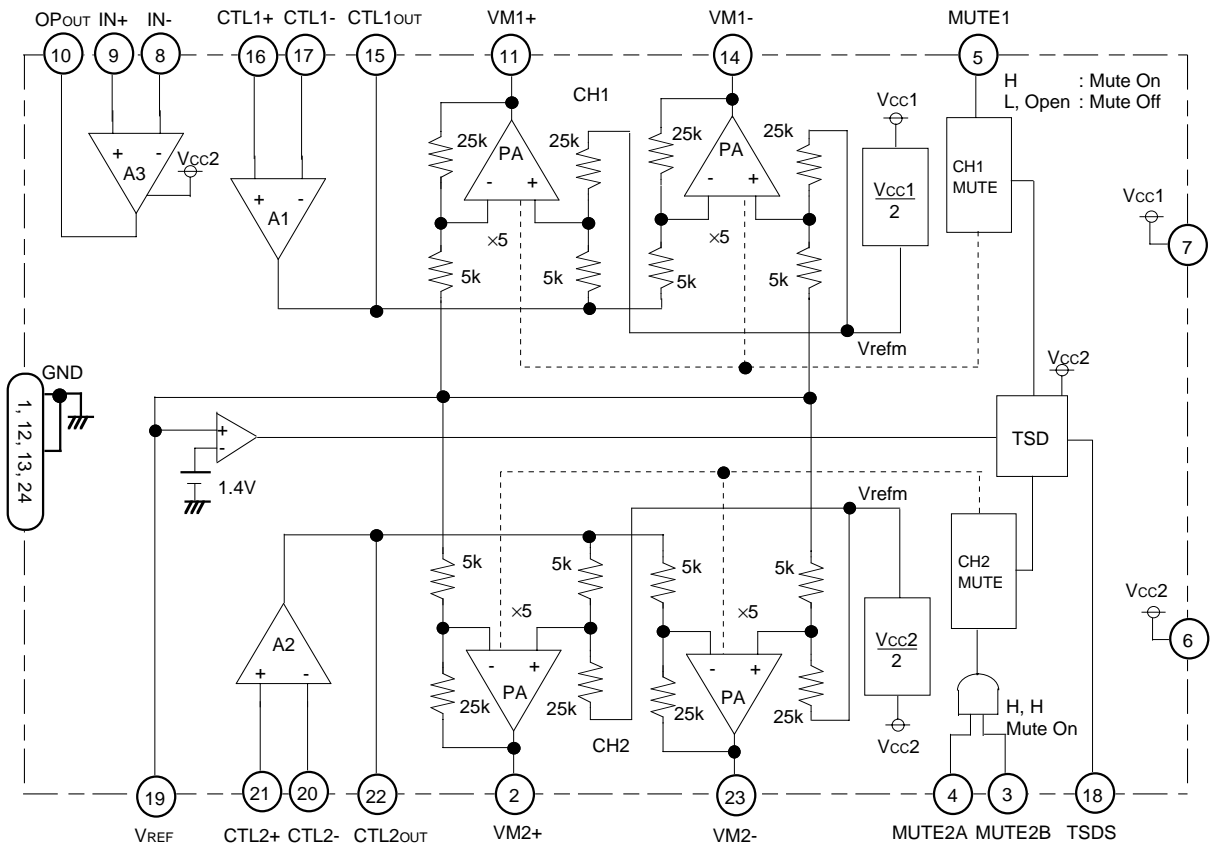 OPOUT IN+ IN- CTL1+ CTL1- CTL1OUT VM1+ VM1- MUTE1
10 9 8 16 17 15 11 14 5
H : Mute On
L, Open : Mute Off
CH1
25k PA 25k 25k PA 25k
Vcc1
+ - A3 Vcc2
+ - A1
- + - +
Vcc1
2
CH1
MUTE
Vcc1
7
×5 ×5
5k 5k 5k 5k
Vrefm
Vcc2
GND
1, 12, 13, 24
+
-
1.4V
TSD
Vrefm
5k 5k 5k 5k
CH2
MUTE
Vcc2
6
×5 ×5
A2
+ -
- + - +
PA PA
25k 25k 25k 25k
Vcc2
2
H, H
Mute On
CH2
Vcc2
19 21 20 22 2 23 4 3 18
VREF CTL2+ CTL2- CTL2OUT VM2+ VM2- MUTE2A MUTE2B TSDS